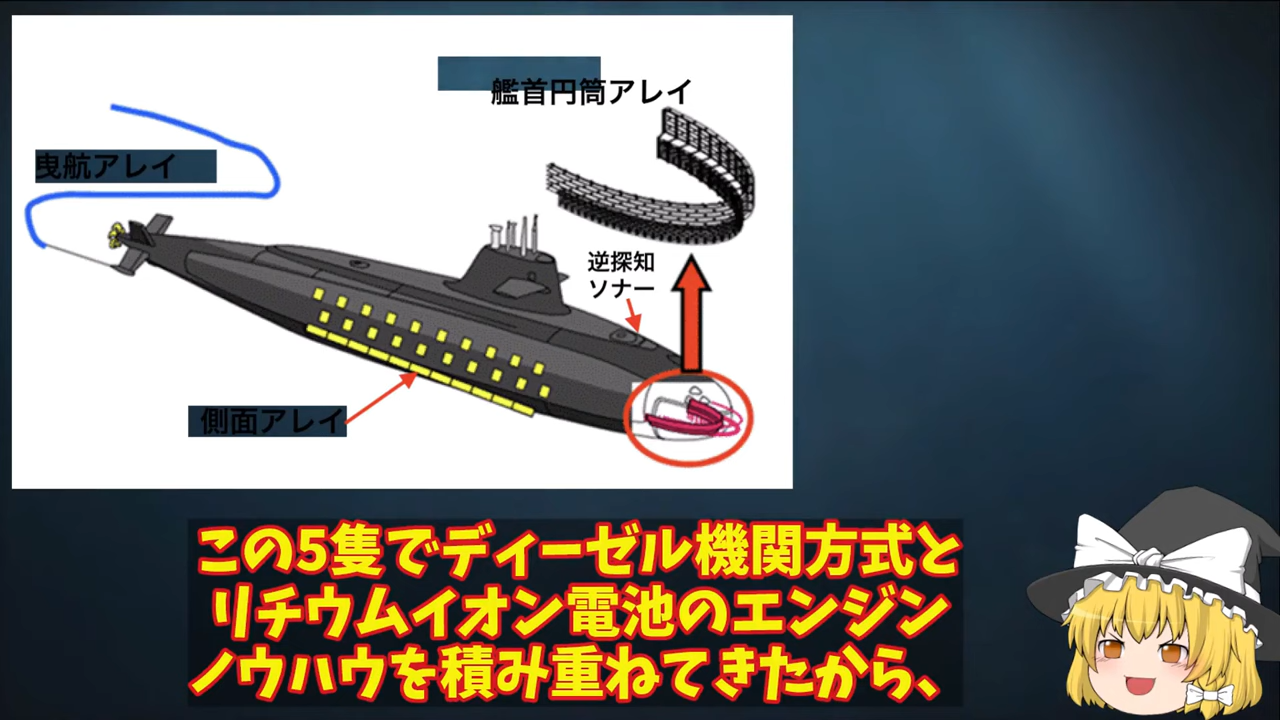 艦首円筒アレイ
曳航アレイ
逆探知
ソナー
側面アレイ
この5隻でディーゼル機関方式と
リチウムイオン電池のエンジン
ノウハウを積み重ねてきたから、